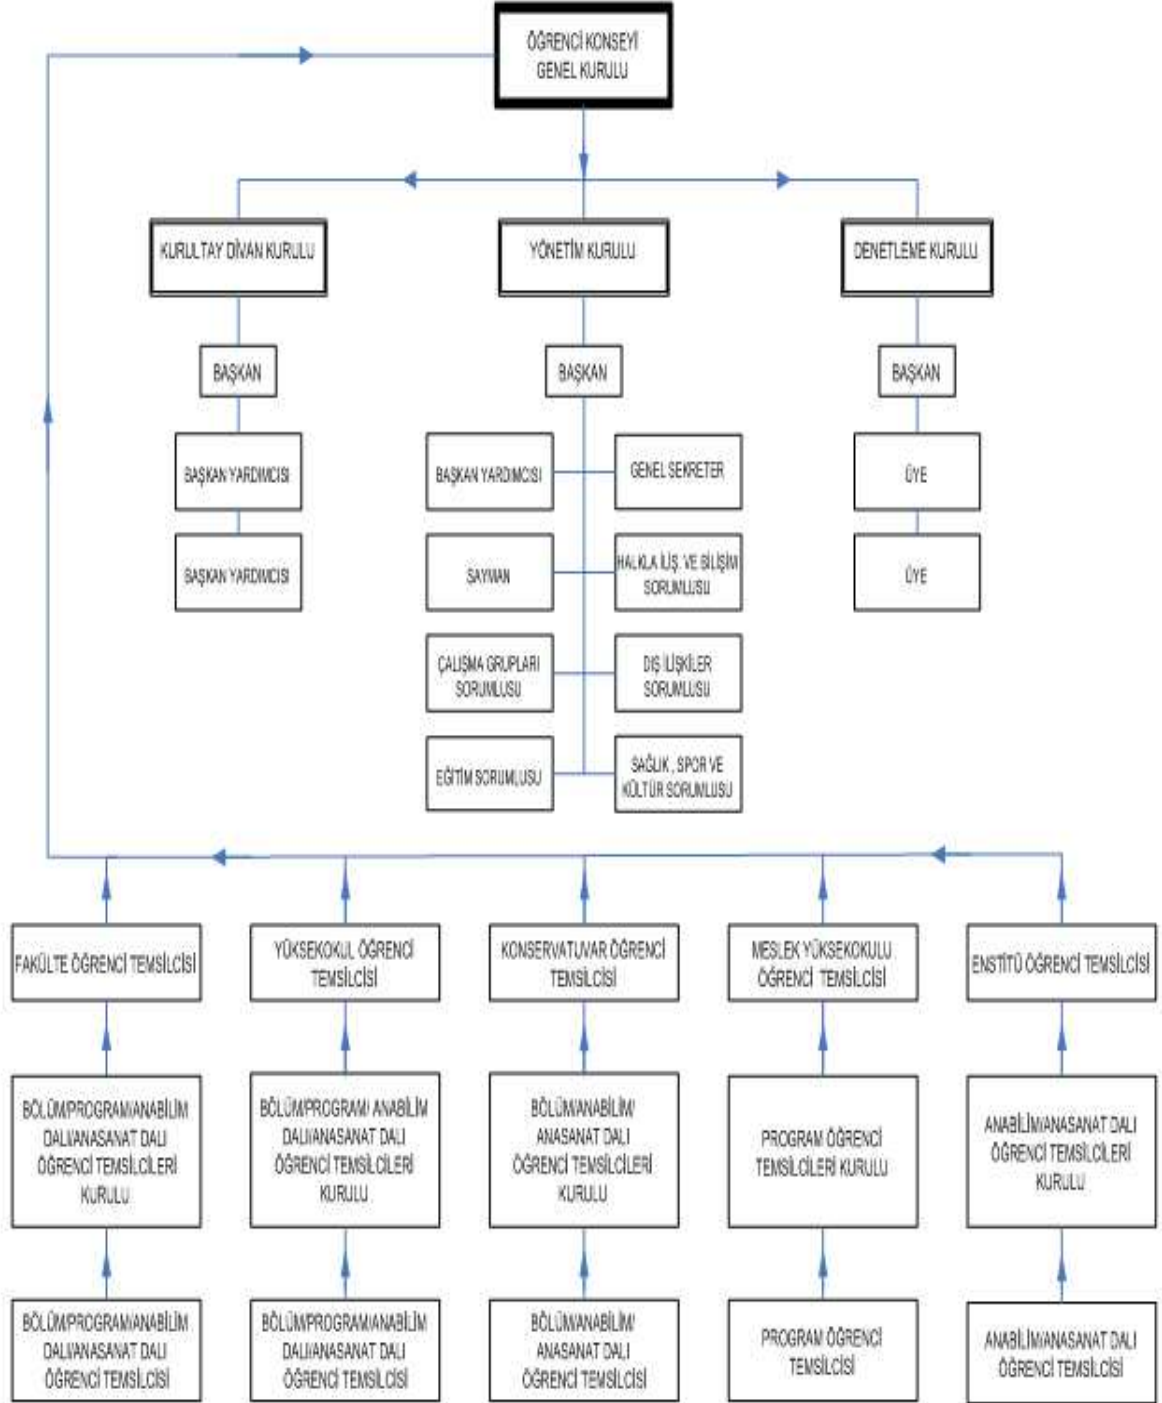 ÖĞRENCİ KONSEYİ
GENEL KURULU
KURULTAY DİVAN KURULU
YÖNETİM KURULU
DENETLEME KURULU
BAŞKAN
BAŞKAN
BAŞKAN
BAŞKAN YARDIMCISI
BAŞKAN YARDIMCISI
GENEL SEKRETER
ÜYE
BAŞKAN YARDIMCISI
SAYMAN
HALKLA İLİŞ. VE BİLİŞİM
SORUMLUSU
ÜYE
ÇALIŞMA GRUPLARI
SORUMLUSU
DIŞ İLİŞKİLER
SORUMLUSU
EĞİTİM SORUMLUSU
SAĞLIK , SPOR VE
KÜLTÜR SORUMLUSU
FAKÜLTE ÖĞRENCİ TEMSİLCİSİ
YÜKSEKOKUL ÖĞRENCİ
TEMSİLCİSİ
KONSERVATUVAR ÖĞRENCİ
TEMSİLCİSİ
MESLEK YÜKSEKOKULU
ÖĞRENCİ TEMSİLCİSİ
ENSTİTÜ ÖĞRENCİ TEMSİLCİSİ
BÖLÜM/PROGRAM/ANABİLİM
DALI/ANASANAT DALI
ÖĞRENCİ TEMSİLCİLERİ
KURULU
BÖLÜM/PROGRAM/ ANABİLİM
DALI/ANASANAT DALI
ÖĞRENCİ TEMSİLCİLERİ
KURULU
BÖLÜM/ANABİLİM/
ANASANAT DALI
ÖĞRENCİ TEMSİLCİLERİ
KURULU
PROGRAM ÖĞRENCİ
TEMSİLCİLERİ KURULU
ANABİLİM/ANASANAT DALI
ÖĞRENCİ TEMSİLCİLERİ
KURULU
BÖLÜM/PROGRAM/ANABİLİM
DALI/ANASANAT DALI
ÖĞRENCİ TEMSİLCİSİ
BÖLÜM/PROGRAM/ANABİLİM
DALI/ANASANAT DALI
ÖĞRENCİ TEMSİLCİSİ
BÖLÜM/ANABİLİM/
ANASANAT DALI
ÖĞRENCİ TEMSİLCİSİ
PROGRAM ÖĞRENCİ
TEMSİLCİSİ
ANABİLİM/ANASANAT DALI
ÖĞRENCİ TEMSİLCİSİ